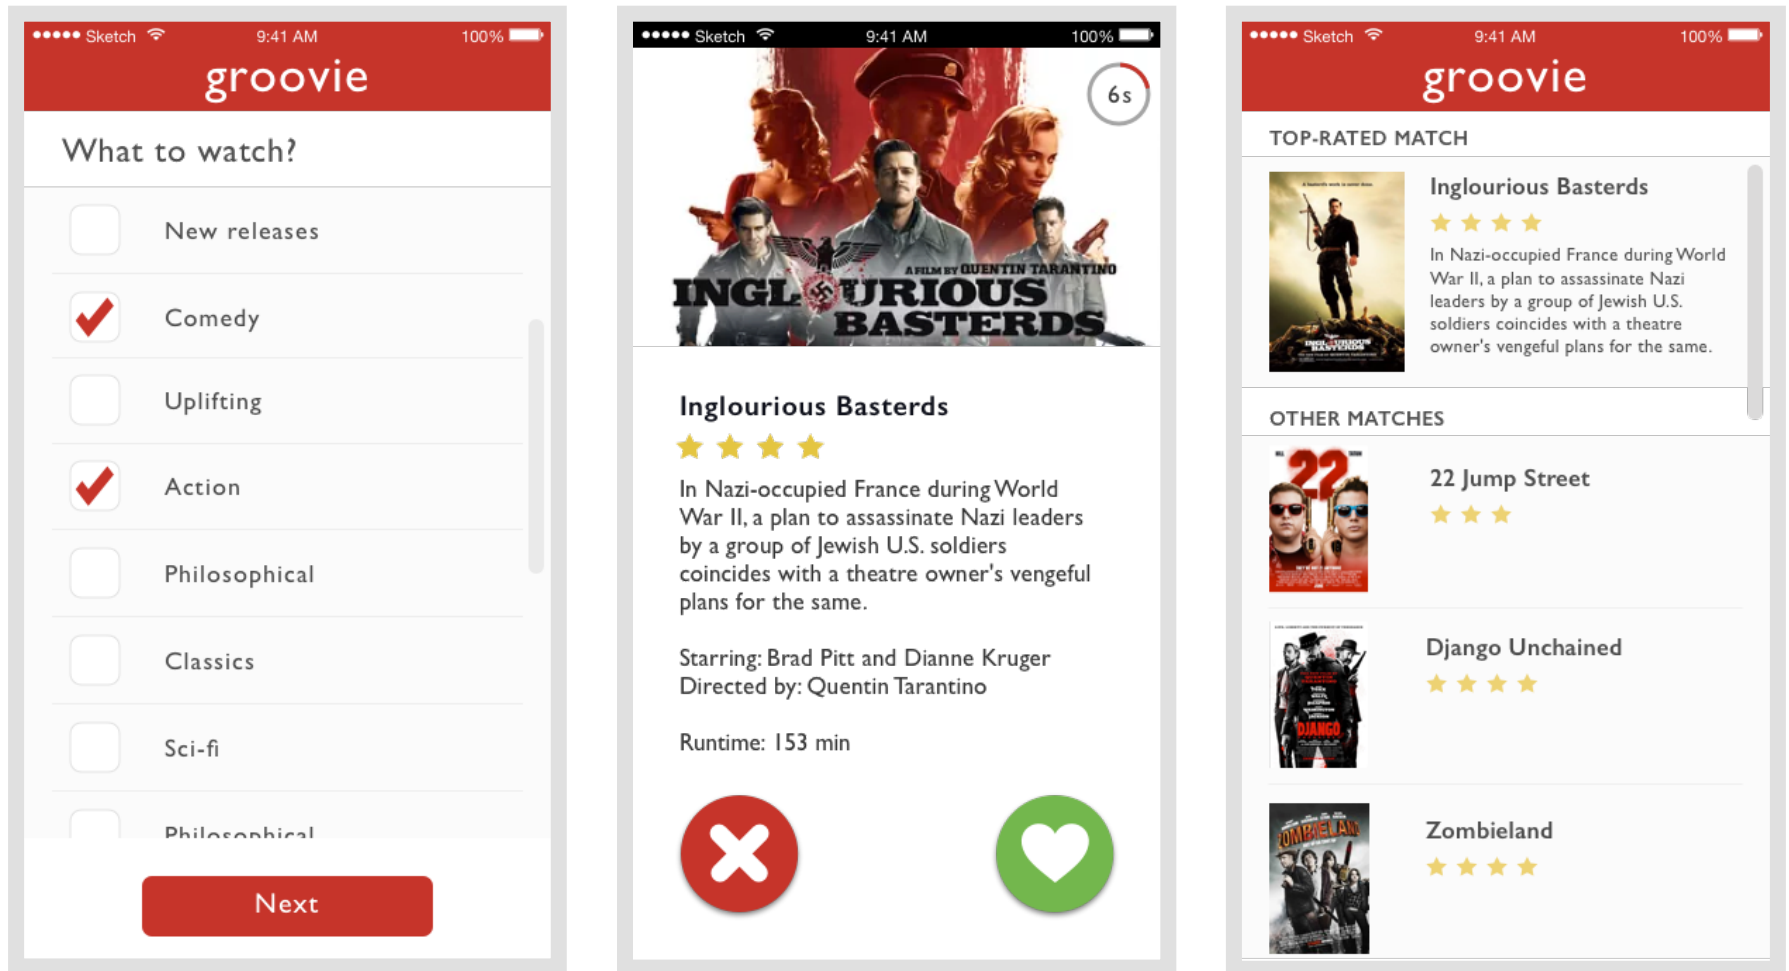 Sketch 9:41 AM 100%
groovie
What to watch?
New releases
Comedy
Uplifting
Action
Philosophical
Classics
Sci-fi
Philosophical
Next
Sketch 9:41 AM 100%
6s
A FILM BY QUENTIN TARANTINO
INGLOURIOUS
BASTERDS
Inglourious Basterds
In Nazi-occupied France during World
War II, a plan to assassinate Nazi leaders
by a group of Jewish U.S. soldiers
coincides with a theatre owner's vengeful
plans for the same.
Starring: Brad Pitt and Dianne Kruger
Directed by: Quentin Tarantino
Runtime: 153 min
Sketch 9:41 AM 100%
groovie
TOP-RATED MATCH
INGLOURIOUS
BASTERDS
Inglourious Basterds
In Nazi-occupied France during World
War II, a plan to assassinate Nazi
leaders by a group of Jewish U.S.
soldiers coincides with a theatre
owner's vengeful plans for the same.
OTHER MATCHES
22
22 Jump Street
DJANGO
Django Unchained
ZOMBIELAND
Zombieland